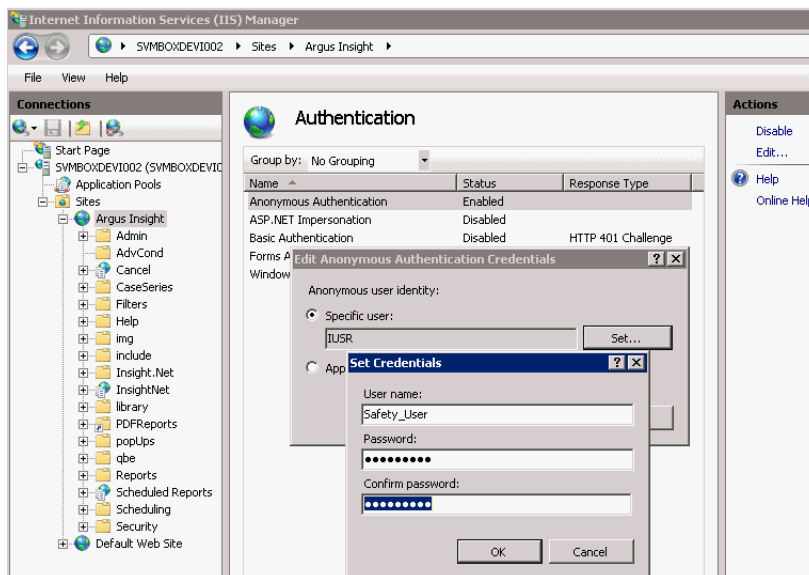 Internet Information Services (IIS) Manager
SVMBOXDEVI002 Sites Argus Insight
File View Help
Connections
Start Page
SVMBOXDEVI002 (SVMBOXDEVIC
Application Pools
Sites
Argus Insight
Admin
AdvCond
Cancel
CaseSeries
Filters
Help
img
include
Insight.Net
InsightNet
library
PDFReports
popUps
qbe
Reports
Scheduled Reports
Scheduling
Security
Default Web Site
Authentication
Group by: No Grouping
Name Status Response Type
Anonymous Authentication Enabled
ASP.NET Impersonation Disabled
Basic Authentication Disabled HTTP 401 Challenge
Forms A
Window
Edit Anonymous Authentication Credentials
Anonymous user identity:
Specific user:
IUSR Set...
App
Set Credentials
User name:
Safety_User
Password:
●●●●●●●●●
Confirm password:
●●●●●●●●●
OK Cancel
Actions
Disable
Edit...
Help
Online Help